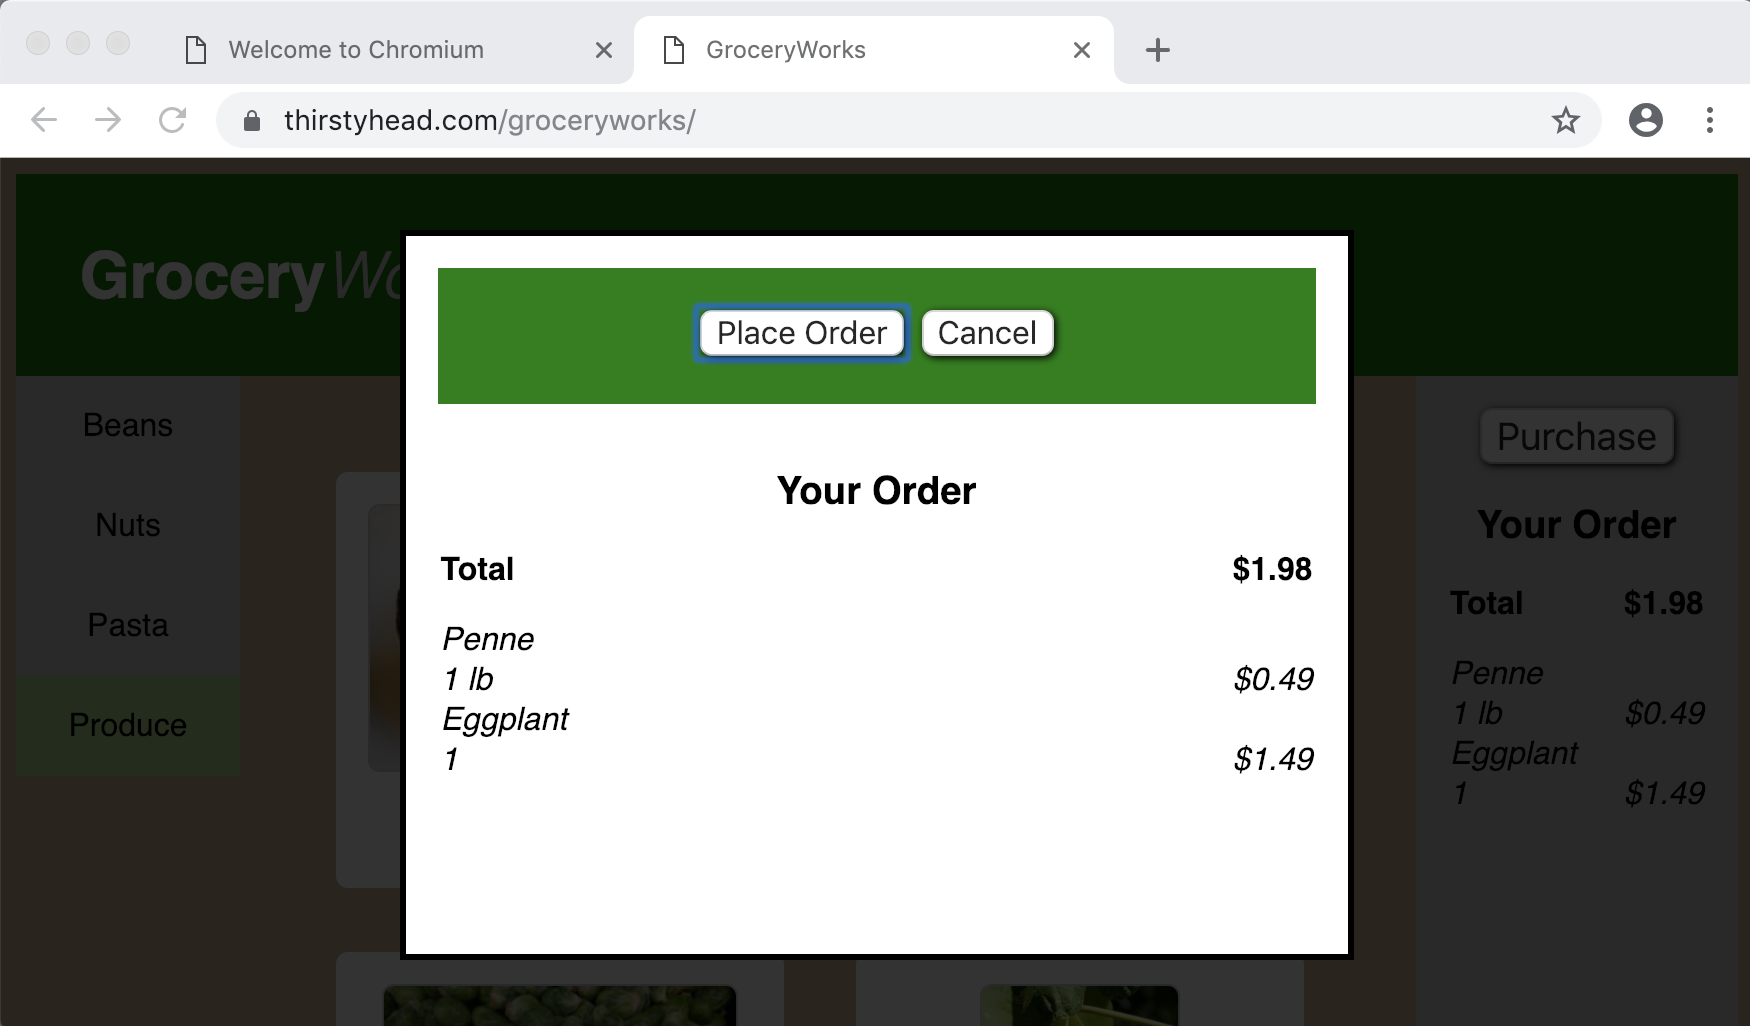 Welcome to Chromium
GroceryWorks
thirstyhead.com/groceryworks/
Grocery
Place Order Cancel
Your Order
Total $1.98
Penne
1 lb $0.49
Eggplant
1 $1.49
Beans
Nuts
Pasta
Produce
Purchase
Your Order
Total $1.98
Penne
1 lb $0.49
Eggplant
1 $1.49